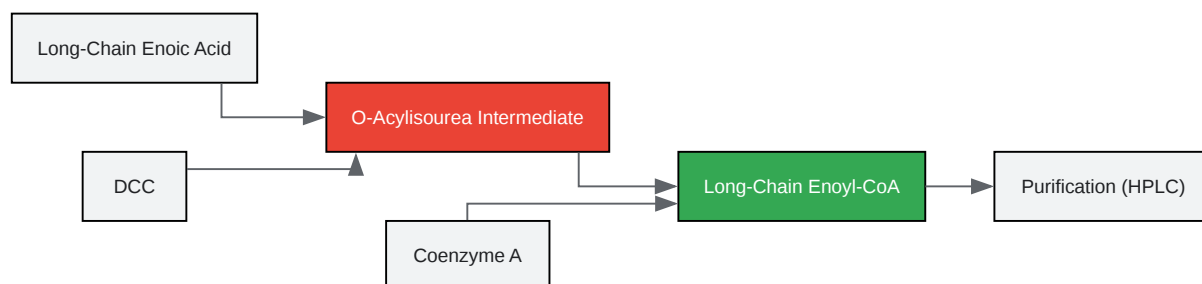 Long-Chain Enoic Acid
O-Acylisourea Intermediate
DCC
Long-Chain Enoyl-CoA
Purification (HPLC)
Coenzyme A